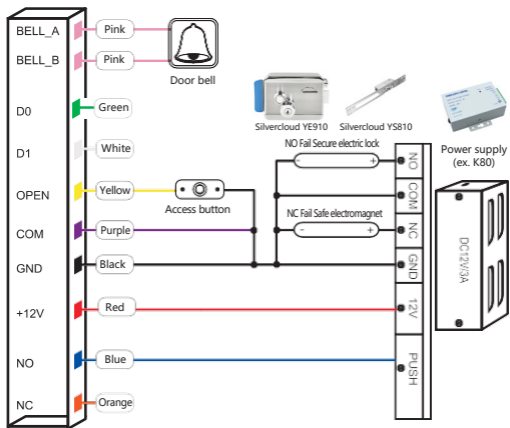 BELL_A Pink
BELL_B Pink
Door bell
D0 Green
D1 White
OPEN Yellow
Access button
COM Purple
GND Black
+12V Red
NO Blue
NC Orange
Silvercloud YE910 Silvercloud YS810
Power supply
(ex. K80)
NO Fail Secure electric lock
- +
NC Fail Safe electromagnet
- +
NO
COM
NC
GND
12V
PUSH
DC12V/3A